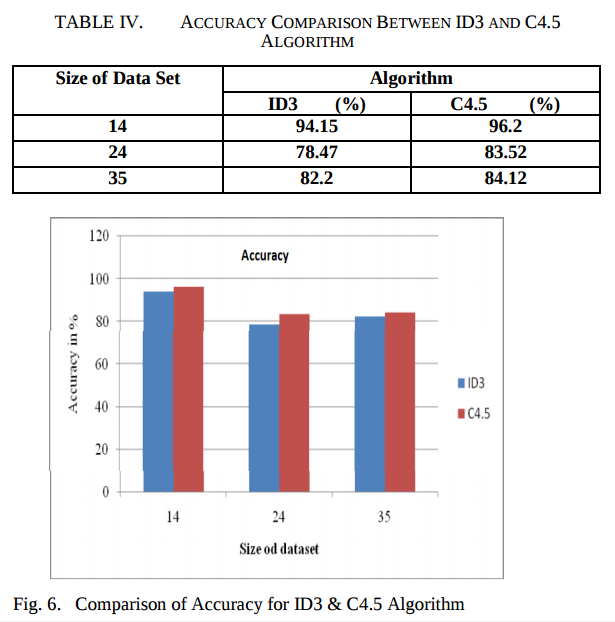 TABLE IV. ACCURACY COMPARISON BETWEEN ID3 AND C4.5
ALGORITHM
Size of Data Set Algorithm
ID3 (%) C4.5 (%)
14 94.15 96.2
24 78.47 83.52
35 82.2 84.12
120
Accuracy
100
80
60
40
20
0
Accuracy in %
ID3
C4.5
14 24 35
Size od dataset
Fig. 6. Comparison of Accuracy for ID3 & C4.5 Algorithm